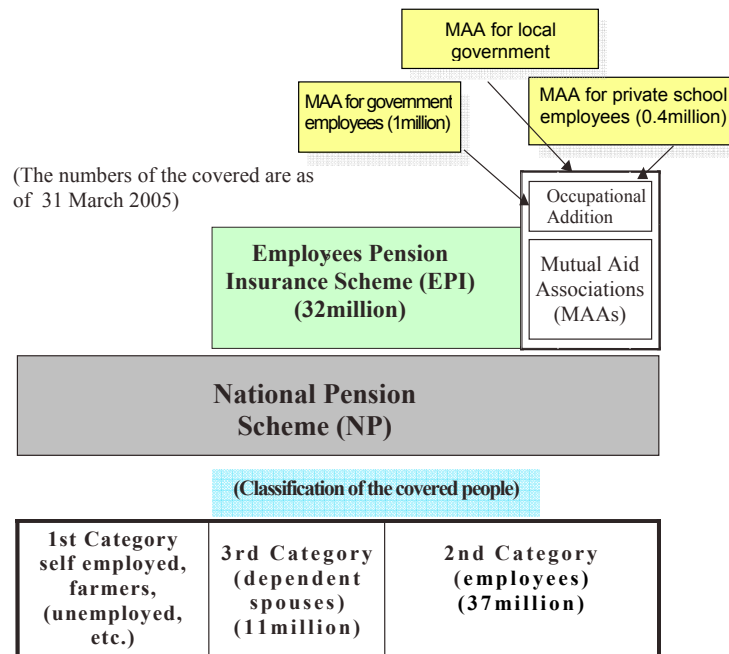 MAA for local
government
MAA for government
employees (1million)
MAA for private school
employees (0.4million)
(The numbers of the covered are as
of 31 March 2005)
Occupational
Addition
Employees Pension
Insurance Scheme (EPI)
(32million)
Mutual Aid
Associations
(MAAs)
National Pension
Scheme (NP)
(Classification of the covered people)
1st Category
self employed,
farmers,
(unemployed,
etc.)
3rd Category
(dependent
spouses)
(11million)
2nd Category
(employees)
(37million)